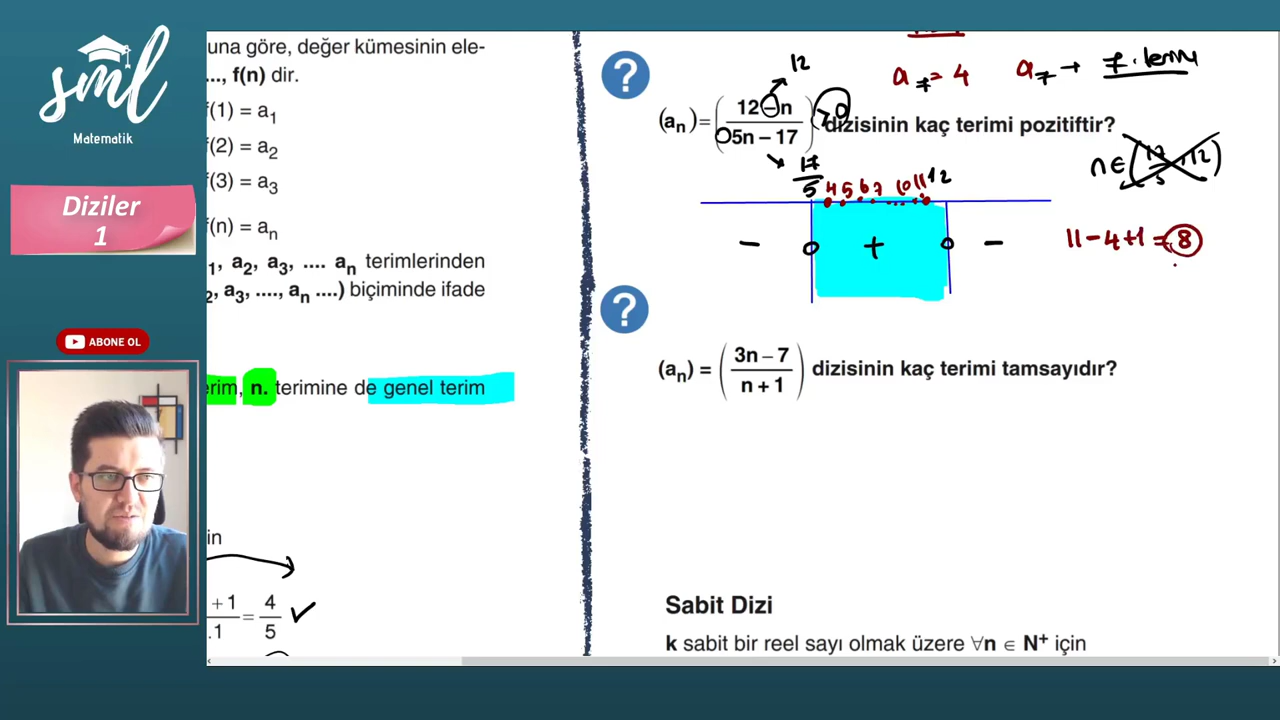 sml
Matematik
Diziler
1
ABONE OL
una göre, değer kümesinin ele-
..., f(n) dir.
f(1) = a1
f(2) = a2
f(3) = a3
f(n) = an
1, a2, a3, .... an terimlerinden
2, a3, ...., an ....) biçiminde ifade
erim, n. terimine de genel terim
in
+ 1 = 4
.1 5
a7 = 4 a7 → 7. terim
12
(an) = (12 – n / 5n – 17) > 0 dizisinin kaç terimi pozitiftir?
17/5 4 5 6 7 ... 10 11 12
n ∈ (17/5, 12)
– + –
11 – 4 + 1 = 8
(an) = (3n – 7 / n + 1) dizisinin kaç terimi tamsayıdır?
Sabit Dizi
k sabit bir reel sayı olmak üzere ∀n ∈ N+ için